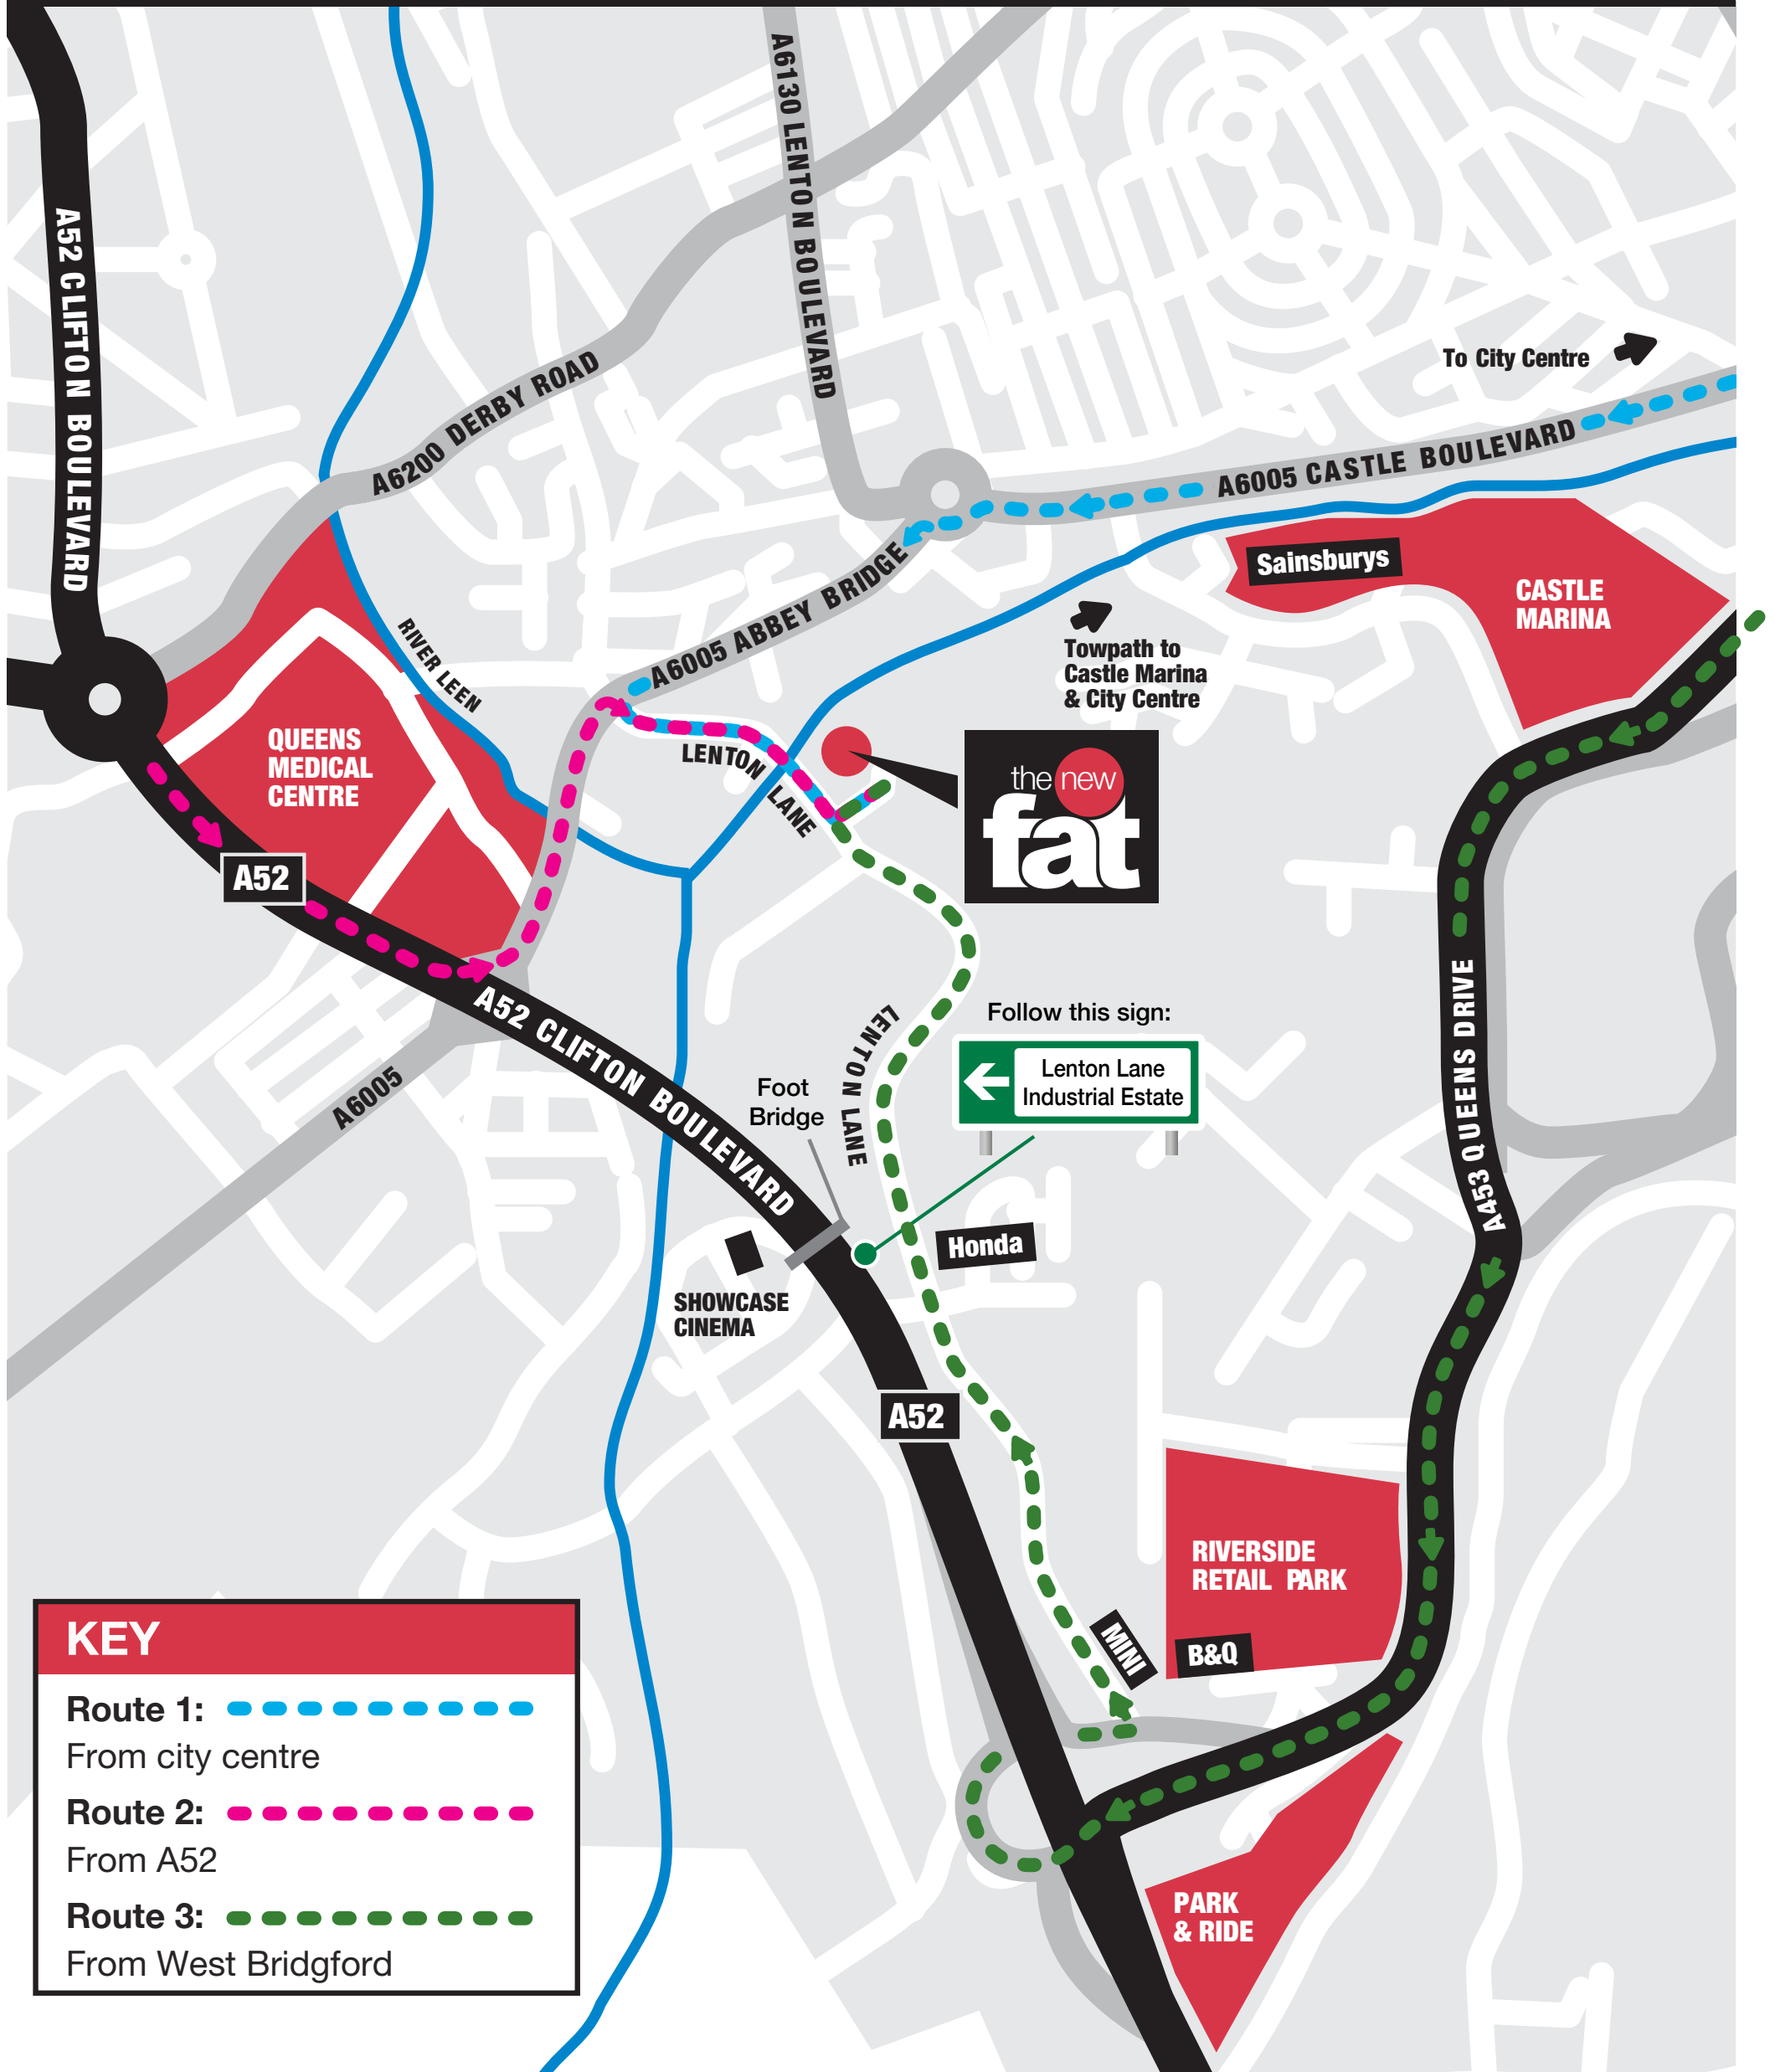 A6130 LENTON BOULEVARD
A52 CLIFTON BOULEVARD
To City Centre
A6200 DERBY ROAD
A6005 CASTLE BOULEVARD
Sainsburys
CASTLE
MARINA
A6005 ABBEY BRIDGE
RIVER LEEN
Towpath to
Castle Marina
& City Centre
QUEENS
MEDICAL
CENTRE
LENTON LANE
the new
fat
A52
A453 QUEENS DRIVE
A52 CLIFTON BOULEVARD
LENTON LANE
Follow this sign:
Lenton Lane
Industrial Estate
A6005
Foot
Bridge
Honda
SHOWCASE
CINEMA
A52
RIVERSIDE
RETAIL PARK
MINI
B&Q
PARK
& RIDE
KEY
Route 1:
From city centre
Route 2:
From A52
Route 3:
From West Bridgford